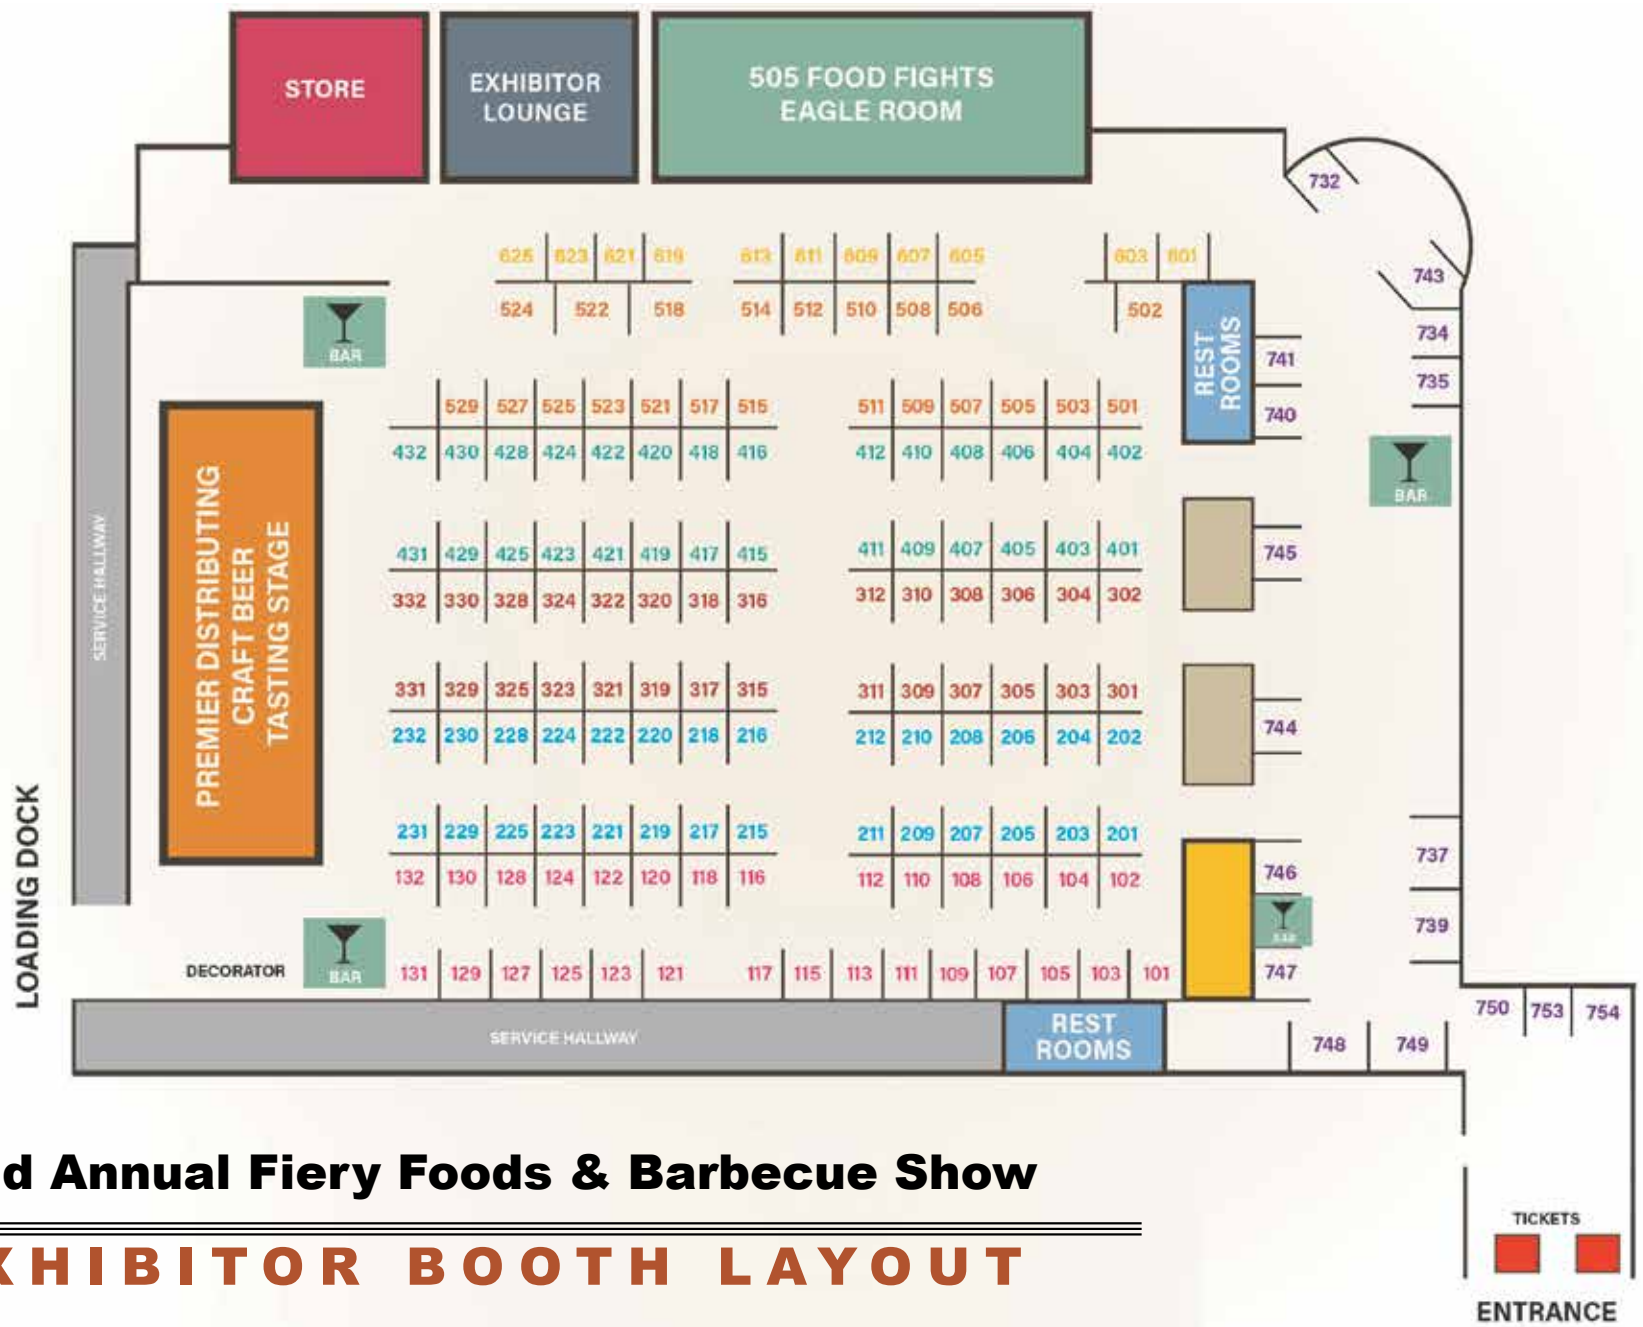 STORE
EXHIBITOR
LOUNGE
505 FOOD FIGHTS
EAGLE ROOM
732
625 623 621 619 613 611 609 607 605 603 601
743
524 522 518 514 512 510 508 506 502
BAR
REST
ROOMS
734
741
735
740
529 527 525 523 521 517 515 511 509 507 505 503 501
432 430 428 424 422 420 418 416 412 410 408 406 404 402
BAR
PREMIER DISTRIBUTING
CRAFT BEER
TASTING STAGE
SERVICE HALLWAY
431 429 425 423 421 419 417 415 411 409 407 405 403 401
745
332 330 328 324 322 320 318 316 312 310 308 306 304 302
331 329 325 323 321 319 317 315 311 309 307 305 303 301
744
232 230 228 224 222 220 218 216 212 210 208 206 204 202
231 229 225 223 221 219 217 215 211 209 207 205 203 201
737
132 130 128 124 122 120 118 116 112 110 108 106 104 102
746
LOADING DOCK
739
BAR
DECORATOR
BAR
131 129 127 125 123 121 117 115 113 111 109 107 105 103 101
747
750 753 754
SERVICE HALLWAY
REST
ROOMS
748 749
d Annual Fiery Foods & Barbecue Show
XHIBITOR BOOTH LAYOUT
TICKETS
ENTRANCE